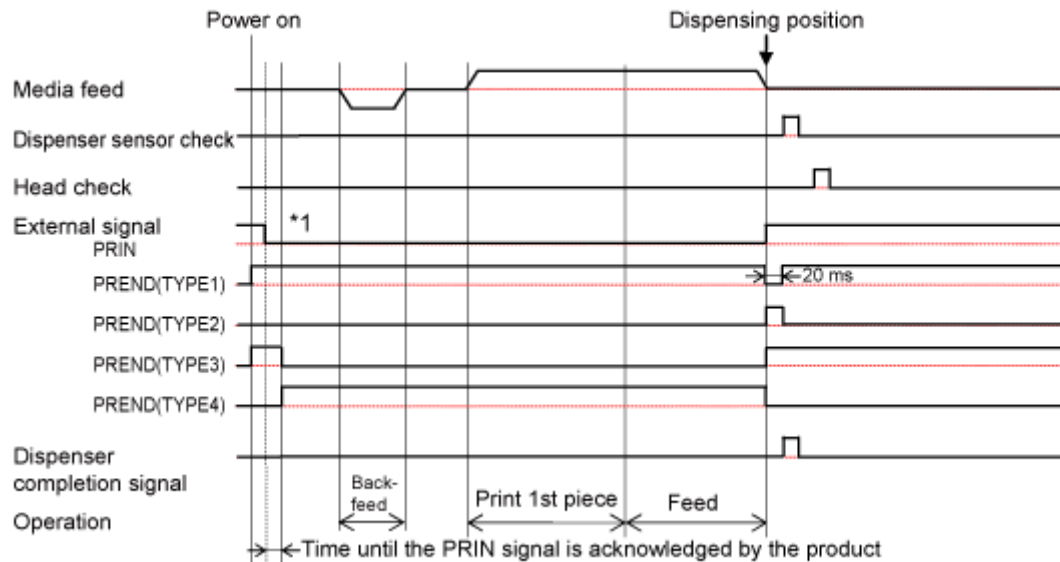 Power on
Dispensing position
Media feed
Dispenser sensor check
Head check
External signal
*1
PRIN
PREND(TYPE1)
20 ms
PREND(TYPE2)
PREND(TYPE3)
PREND(TYPE4)
Dispenser
completion signal
Back-
feed
Print 1st piece
Feed
Operation
Time until the PRIN signal is acknowledged by the product